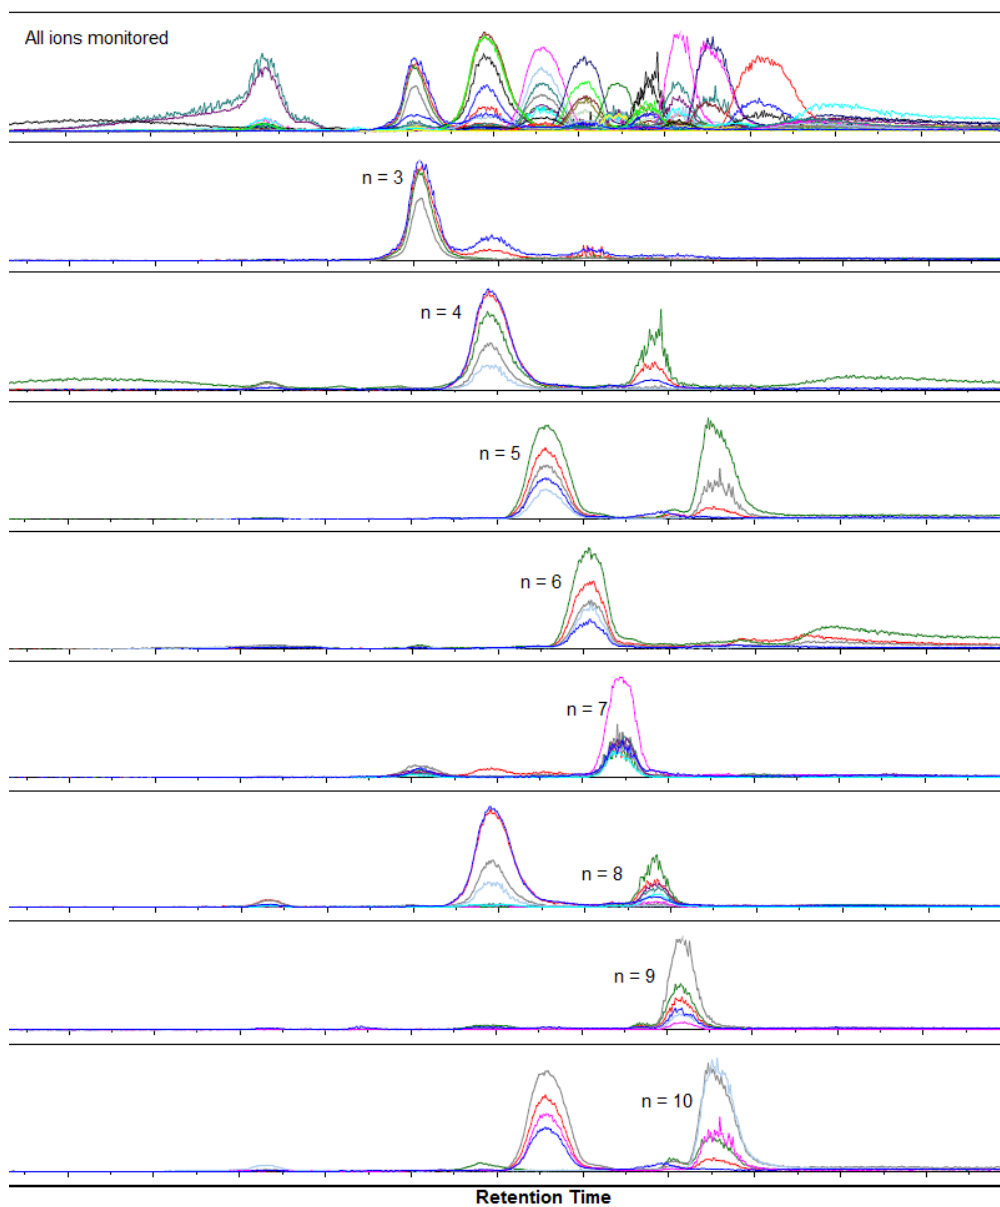 All ions monitored
n = 3
n = 4
n = 5
n = 6
n = 7
n = 8
n = 9
n = 10
Retention Time